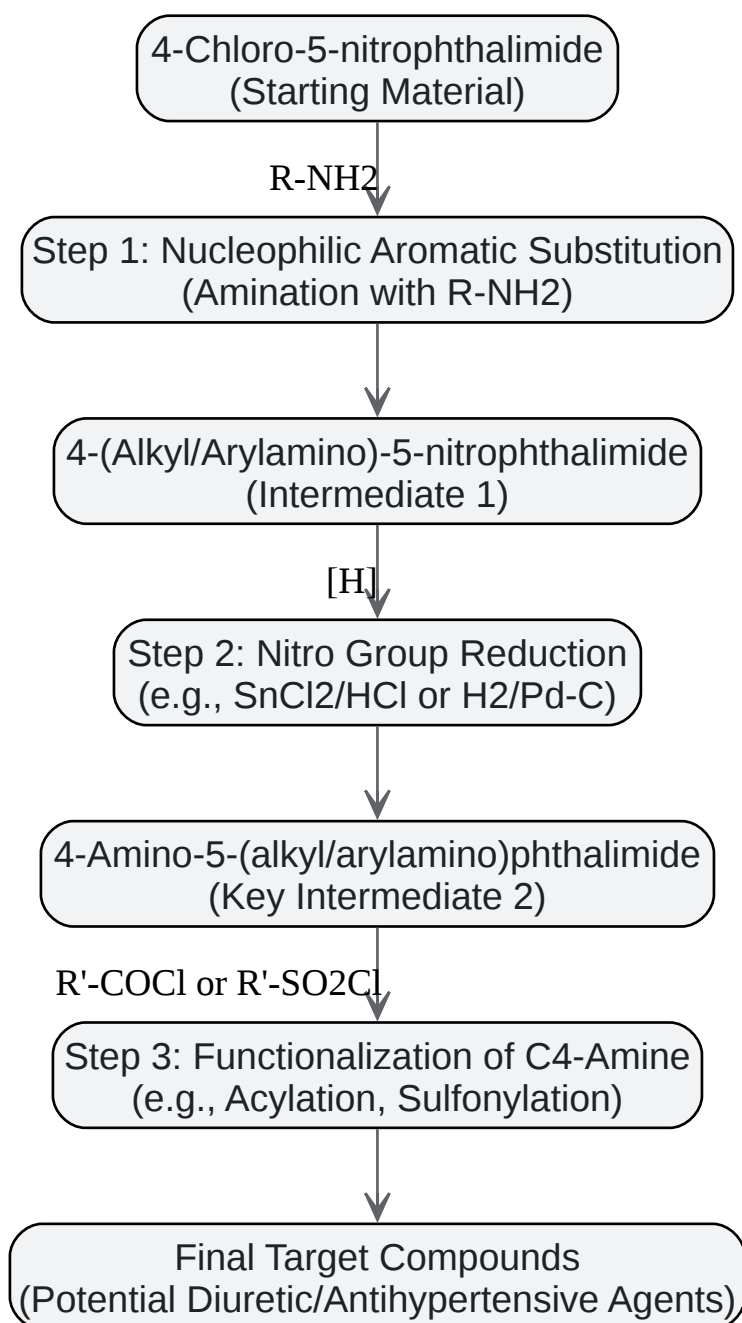 4-Chloro-5-nitrophthalimide
(Starting Material)
R-NH2
Step 1: Nucleophilic Aromatic Substitution
(Amination with R-NH2)
4-(Alkyl/Arylamino)-5-nitrophthalimide
(Intermediate 1)
[H]
Step 2: Nitro Group Reduction
(e.g., SnCl2/HCl or H2/Pd-C)
4-Amino-5-(alkyl/arylamino)phthalimide
(Key Intermediate 2)
R'-COCl or R'-SO2Cl
Step 3: Functionalization of C4-Amine
(e.g., Acylation, Sulfonylation)
Final Target Compounds
(Potential Diuretic/Antihypertensive Agents)